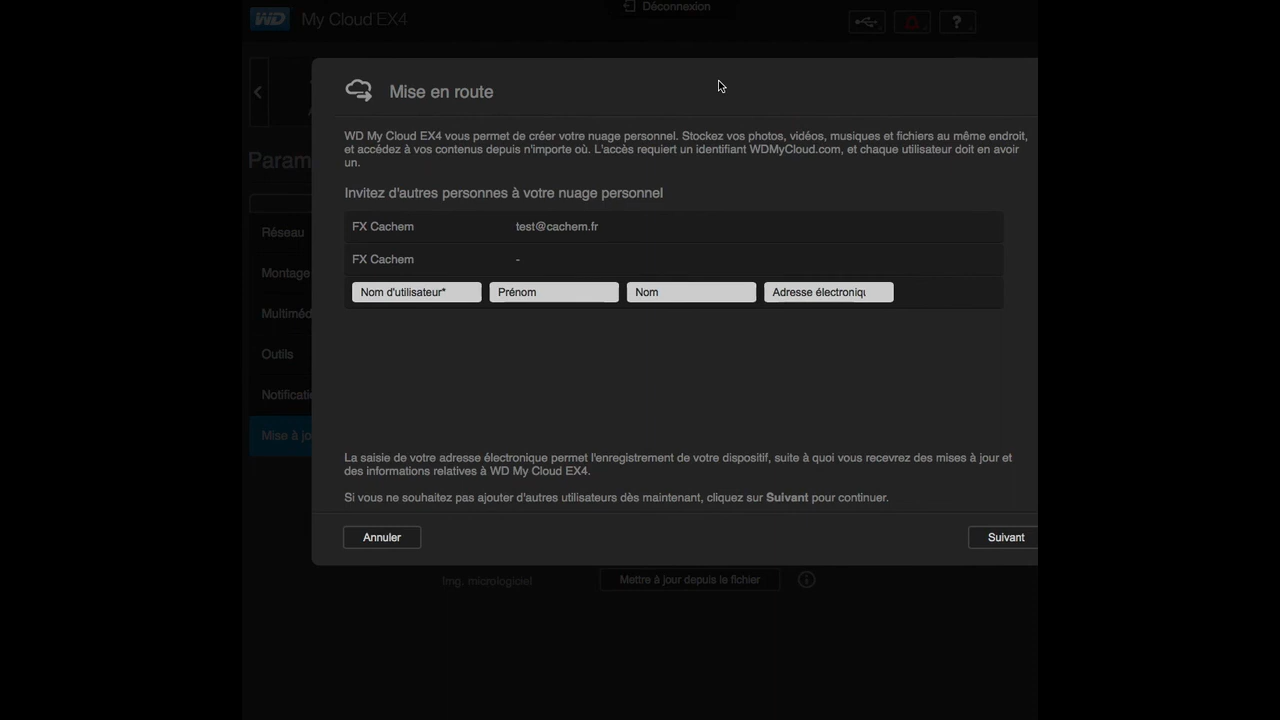 Déconnexion
WD My Cloud EX4
?
Mise en route
WD My Cloud EX4 vous permet de créer votre nuage personnel. Stockez vos photos, vidéos, musiques et fichiers au même endroit,
et accédez à vos contenus depuis n'importe où. L'accès requiert un identifiant WDMyCloud.com, et chaque utilisateur doit en avoir
un.
Param
Invitez d'autres personnes à votre nuage personnel
FX Cachem test@cachem.fr
Réseau
FX Cachem -
Montage
Nom d'utilisateur* Prénom Nom Adresse électroniqu
Multiméd
Outils
Notificati
Mise à jo
La saisie de votre adresse électronique permet l'enregistrement de votre dispositif, suite à quoi vous recevrez des mises à jour et
des informations relatives à WD My Cloud EX4.
Si vous ne souhaitez pas ajouter d'autres utilisateurs dès maintenant, cliquez sur Suivant pour continuer.
Annuler Suivant
Img. micrologiciel Mettre à jour depuis le fichier